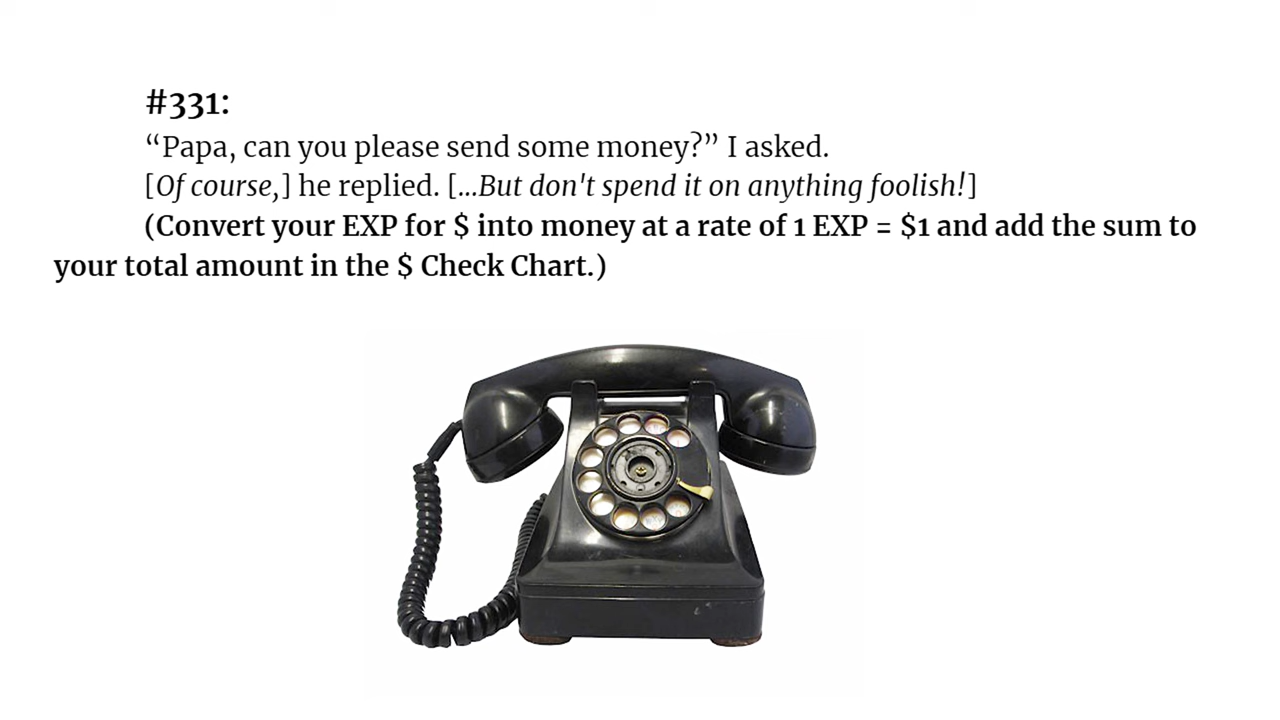 #331:
“Papa, can you please send some money?” I asked.
[Of course,] he replied. [...But don't spend it on anything foolish!]
(Convert your EXP for $ into money at a rate of 1 EXP = $1 and add the sum to
your total amount in the $ Check Chart.)